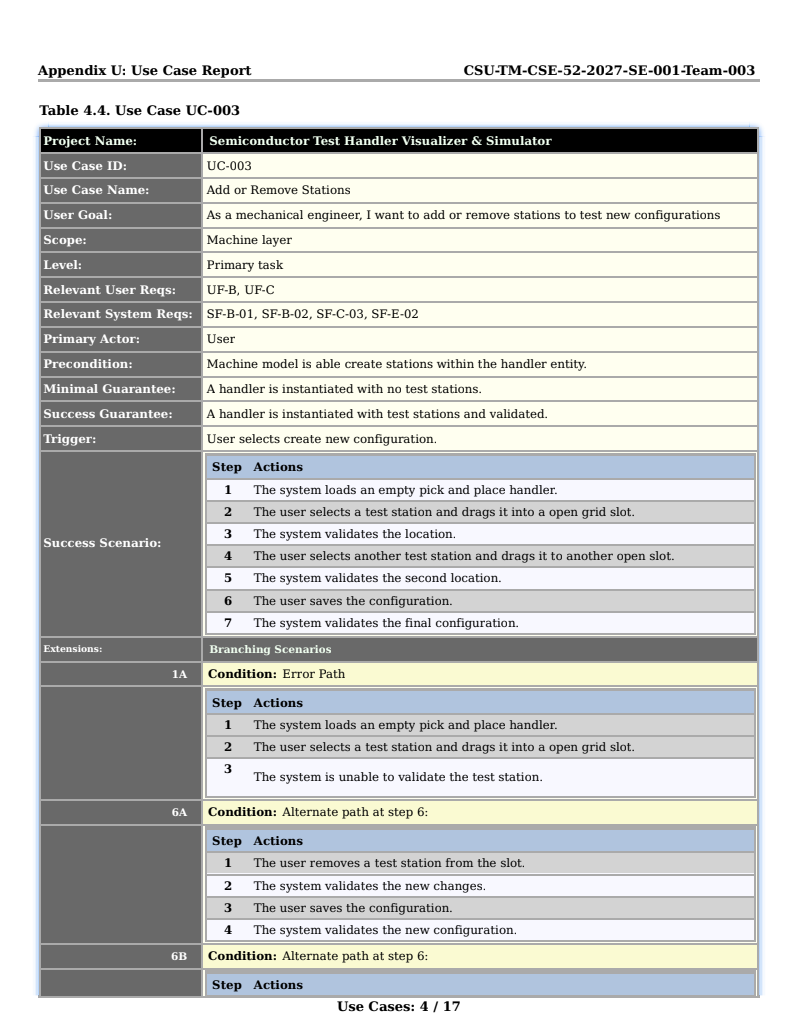 Appendix U: Use Case Report CSU-TM-CSE-52-2027-SE-001-Team-003
Table 4.4. Use Case UC-003
Project Name: Semiconductor Test Handler Visualizer & Simulator
Use Case ID: UC-003
Use Case Name: Add or Remove Stations
User Goal: As a mechanical engineer, I want to add or remove stations to test new configurations
Scope: Machine layer
Level: Primary task
Relevant User Reqs: UF-B, UF-C
Relevant System Reqs: SF-B-01, SF-B-02, SF-C-03, SF-E-02
Primary Actor: User
Precondition: Machine model is able create stations within the handler entity.
Minimal Guarantee: A handler is instantiated with no test stations.
Success Guarantee: A handler is instantiated with test stations and validated.
Trigger: User selects create new configuration.
Success Scenario:
Step Actions
1 The system loads an empty pick and place handler.
2 The user selects a test station and drags it into a open grid slot.
3 The system validates the location.
4 The user selects another test station and drags it to another open slot.
5 The system validates the second location.
6 The user saves the configuration.
7 The system validates the final configuration.
Extensions: Branching Scenarios
1A Condition: Error Path
Step Actions
1 The system loads an empty pick and place handler.
2 The user selects a test station and drags it into a open grid slot.
3 The system is unable to validate the test station.
6A Condition: Alternate path at step 6:
Step Actions
1 The user removes a test station from the slot.
2 The system validates the new changes.
3 The user saves the configuration.
4 The system validates the new configuration.
6B Condition: Alternate path at step 6:
Step Actions
Use Cases: 4 / 17